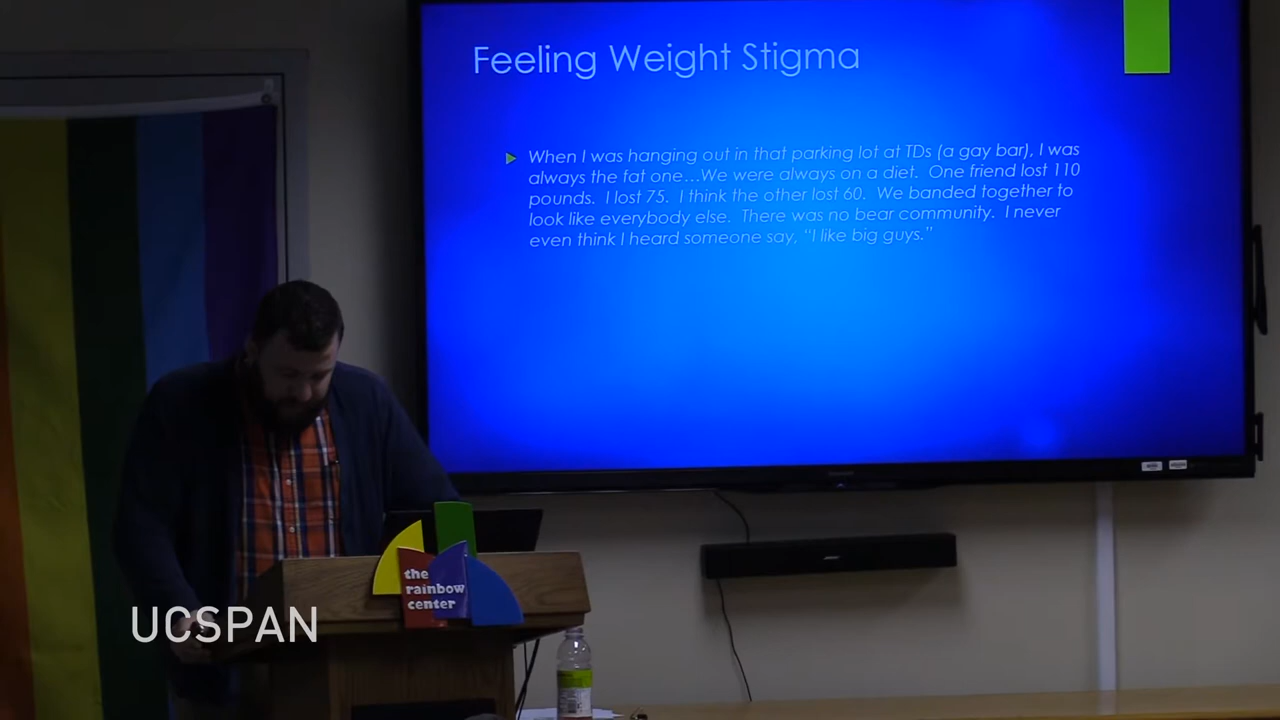 Feeling Weight Stigma
When I was hanging out in that parking lot at TDs (a gay bar), I was
always the fat one...We were always on a diet. One friend lost 110
pounds. I lost 75. I think the other lost 60. We banded together to
look like everybody else. There was no bear community. I never
even think I heard someone say, “I like big guys.”
the
rainbow
center
UCSPAN